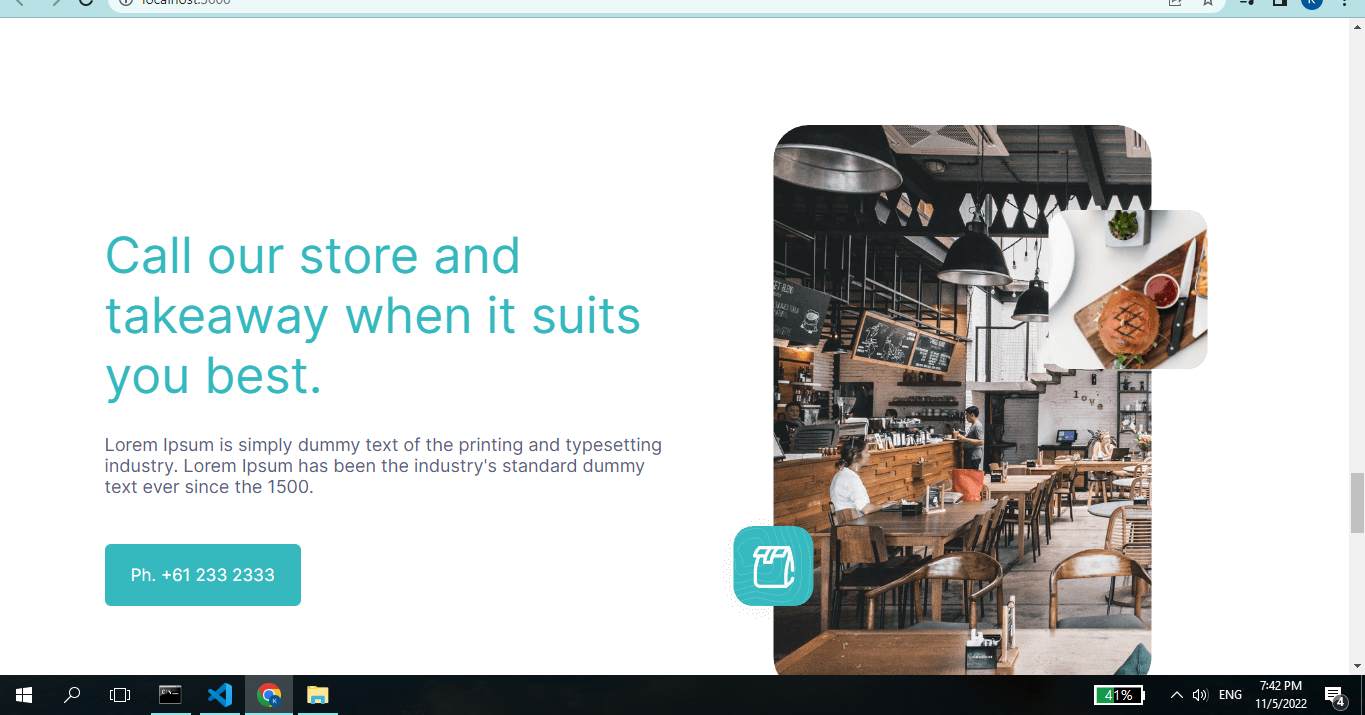 localhost:3000
Call our store and
takeaway when it suits
you best.
Lorem Ipsum is simply dummy text of the printing and typesetting
industry. Lorem Ipsum has been the industry's standard dummy
text ever since the 1500.
Ph. +61 233 2333
love
41%
ENG
7:42 PM
11/5/2022
4